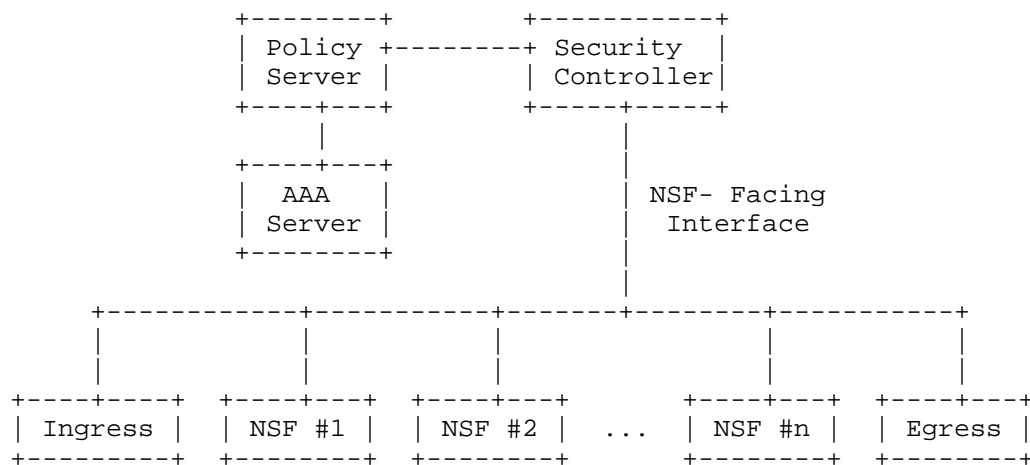 Policy Security
Server Controller
AAA NSF- Facing
Server Interface
Ingress NSF #1 NSF #2 ... NSF #n Egress